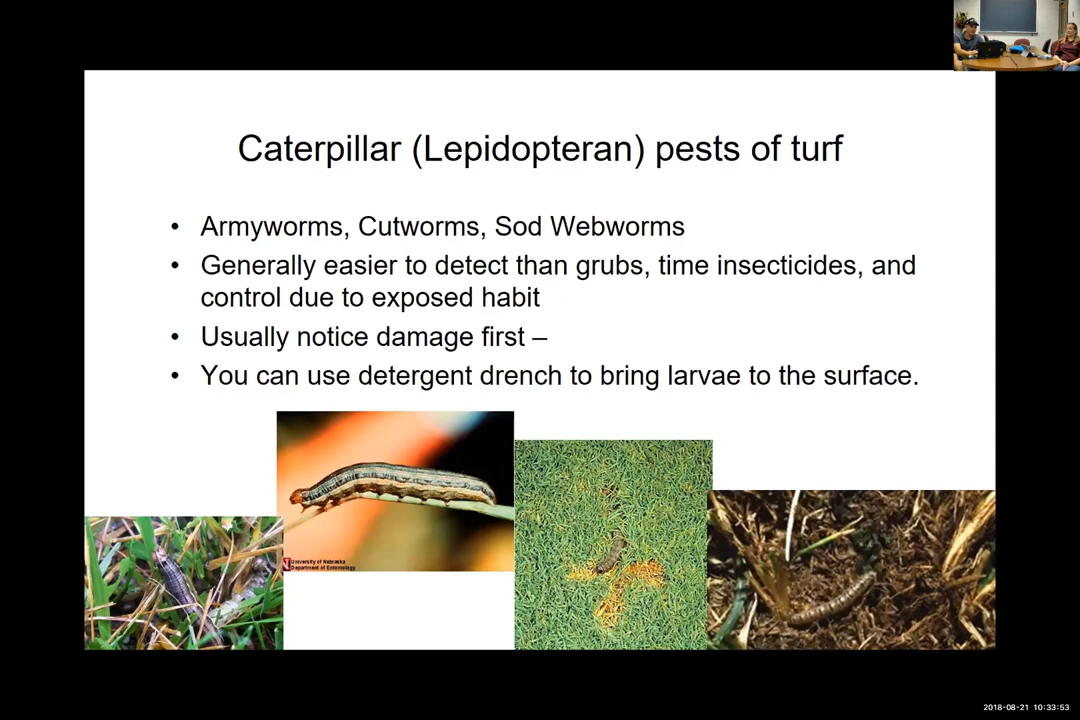 Caterpillar (Lepidopteran) pests of turf
• Armyworms, Cutworms, Sod Webworms
• Generally easier to detect than grubs, time insecticides, and
control due to exposed habit
• Usually notice damage first –
• You can use detergent drench to bring larvae to the surface.
University of Nebraska
Department of Entomology
2018-08-21 10:33:53